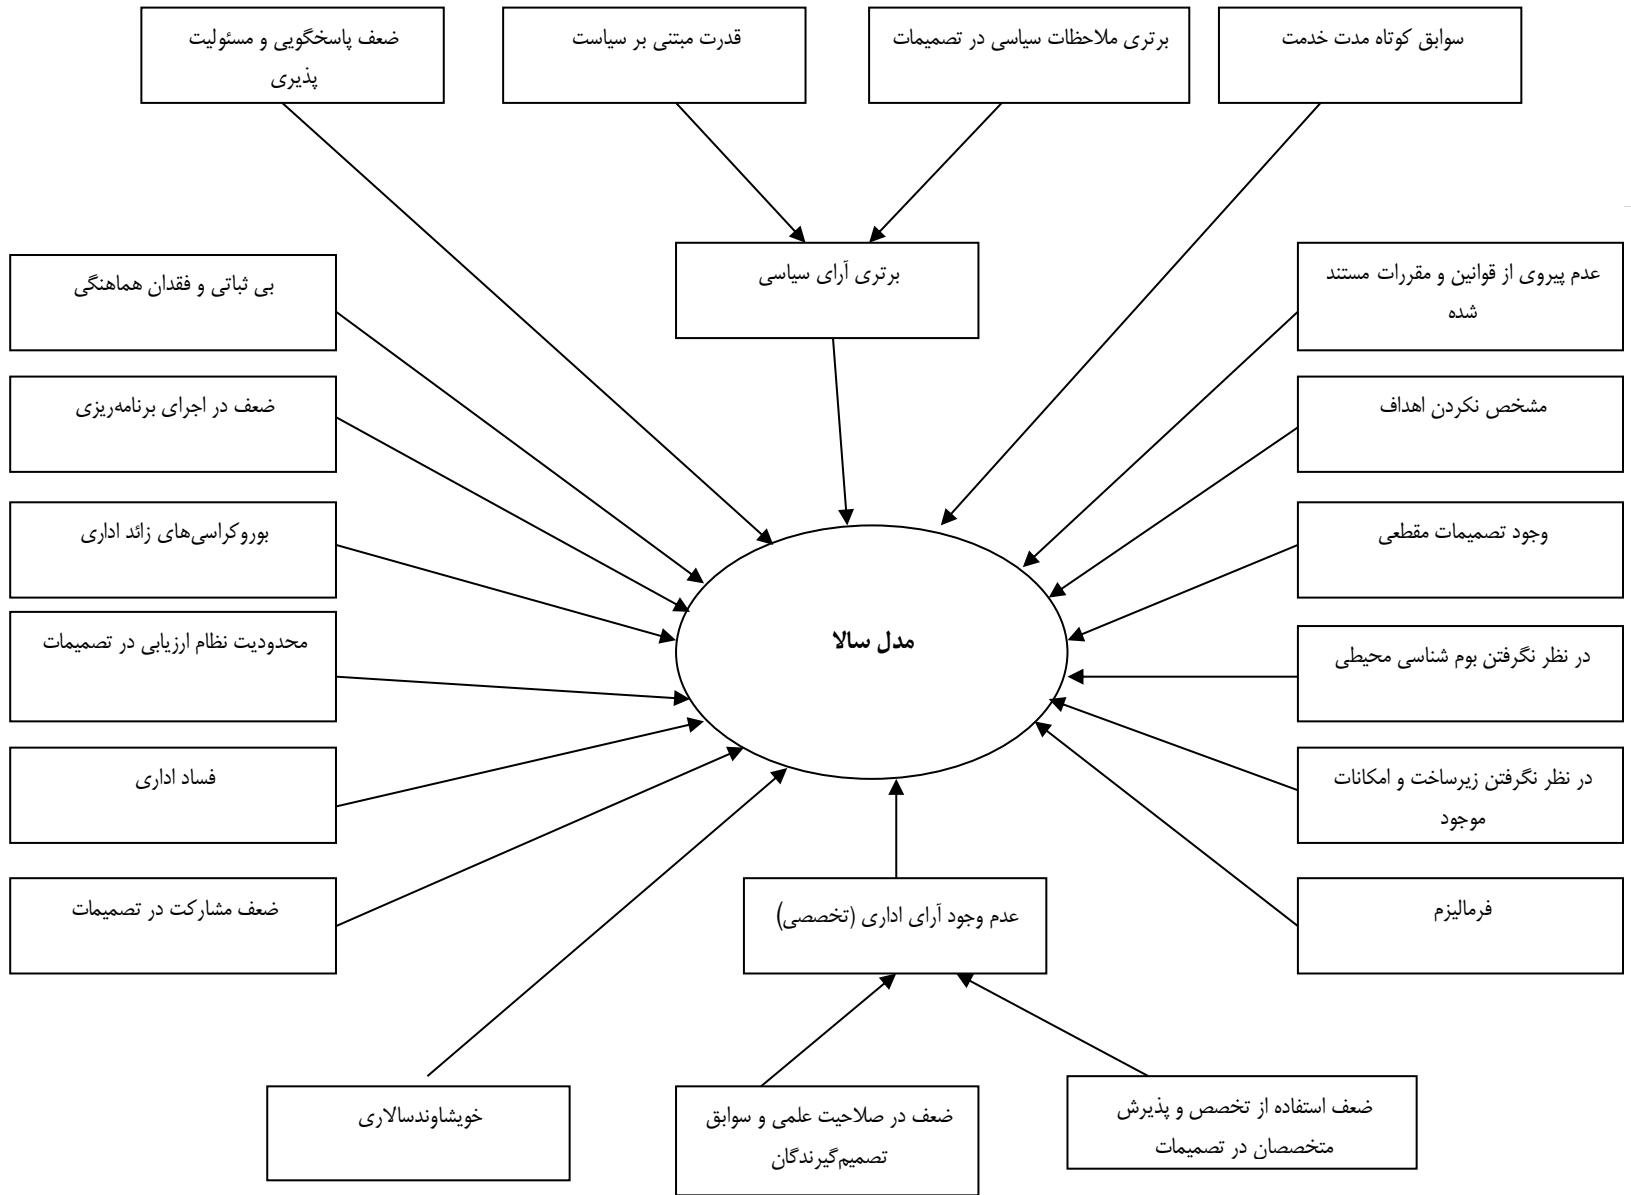 سوابق کوتاه مدت خدمت
برتری ملاحظات سیاسی در تصمیمات
قدرت مبتنی بر سیاست
ضعف پاسخگویی و مسئولیت
پذیری
برتری آرای سیاسی
عدم پیروی از قوانین و مقررات مستند
شده
مشخص نکردن اهداف
وجود تصمیمات مقطعی
در نظر نگرفتن بوم شناسی محیطی
در نظر نگرفتن زیرساخت و امکانات
موجود
فرمالیزم
مدل سالا
بی ثباتی و فقدان هماهنگی
ضعف در اجرای برنامه‌ریزی
بوروکراسی‌های زائد اداری
محدودیت نظام ارزیابی در تصمیمات
فساد اداری
ضعف مشارکت در تصمیمات
عدم وجود آرای اداری (تخصصی)
ضعف استفاده از تخصص و پذیرش
متخصصان در تصمیمات
ضعف در صلاحیت علمی و سوابق
تصمیم‌گیرندگان
خویشاوندسالاری